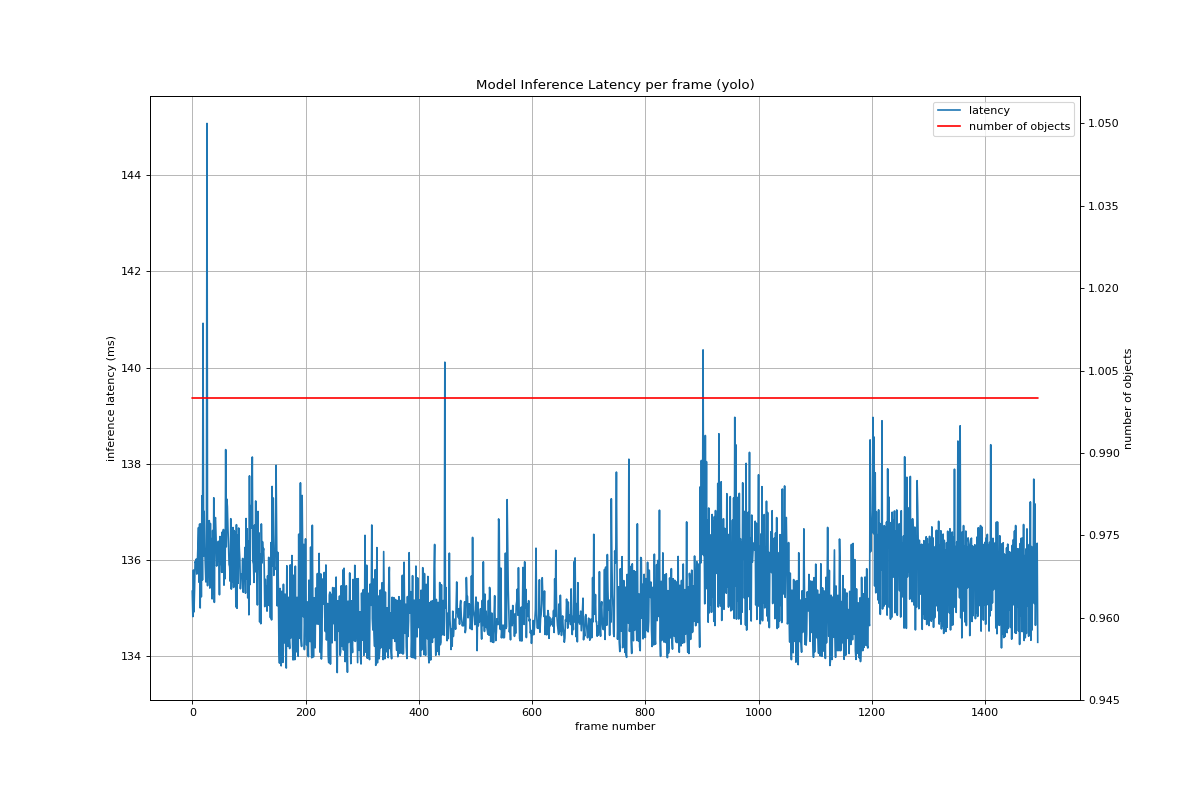 Model Inference Latency per frame (yolo)
latency
number of objects
inference latency (ms)
144
142
140
138
136
134
1.050
1.035
1.020
1.005
0.990
0.975
0.960
0.945
number of objects
0 200 400 600 800 1000 1200 1400
frame number